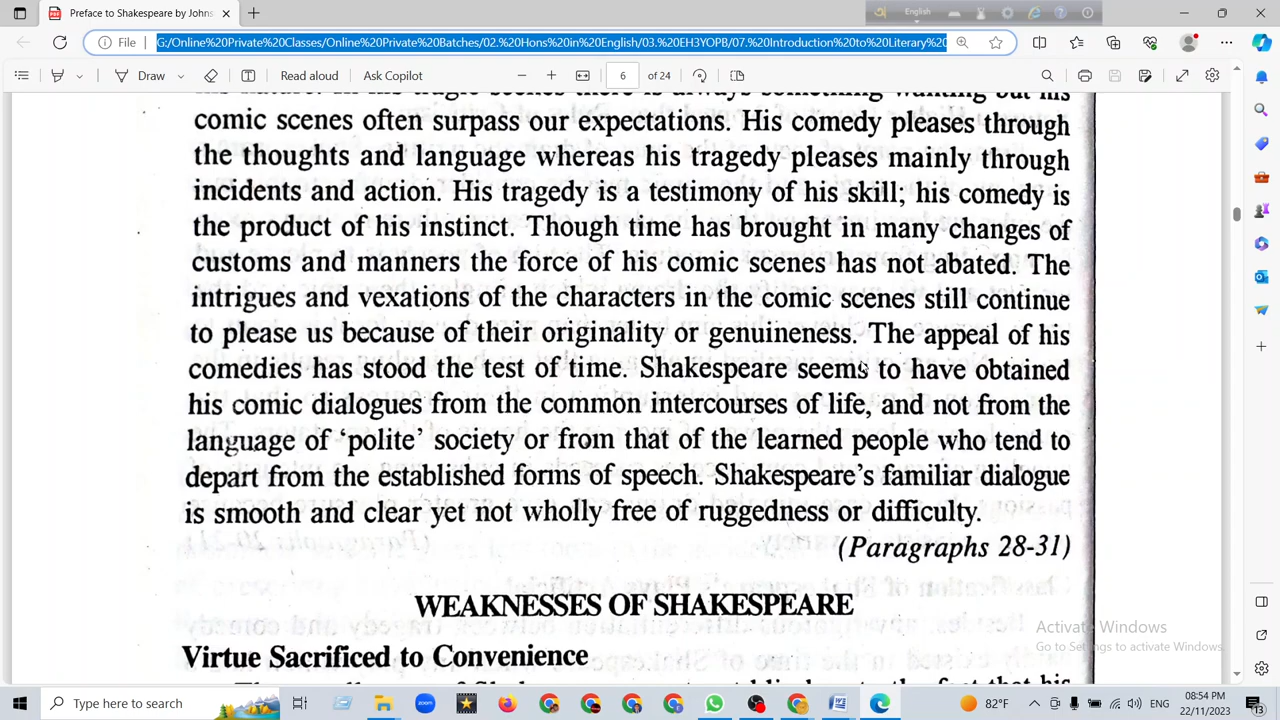 Preface to Shakespeare by Johns
English
File
G:/Online%20Private%20Classes/Online%20Private%20Batches/02.%20Hons%20in%20English/03.%20EH3YOPB/07.%20Introduction%20to%20Literary%20
Draw
Read aloud
Ask Copilot
6
of 24
comic scenes often surpass our expectations. His comedy pleases through
the thoughts and language whereas his tragedy pleases mainly through
incidents and action. His tragedy is a testimony of his skill; his comedy is
the product of his instinct. Though time has brought in many changes of
customs and manners the force of his comic scenes has not abated. The
intrigues and vexations of the characters in the comic scenes still continue
to please us because of their originality or genuineness. The appeal of his
comedies has stood the test of time. Shakespeare seems to have obtained
his comic dialogues from the common intercourses of life, and not from the
language of ‘polite’ society or from that of the learned people who tend to
depart from the established forms of speech. Shakespeare's familiar dialogue
is smooth and clear yet not wholly free of ruggedness or difficulty.
(Paragraphs 28-31)
WEAKNESSES OF SHAKESPEARE
Virtue Sacrificed to Convenience
Activate Windows
Go to Settings to activate Windows.
Type here to search
zoom
82°F
ENG
08:54 PM
22/11/2023
13